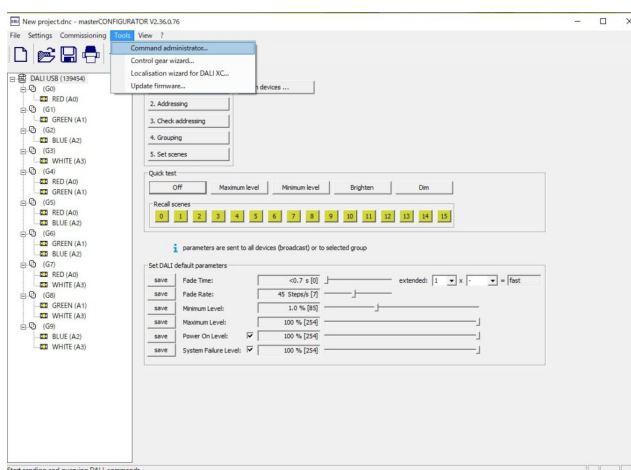 New project.dnc - masterCONFIGURATOR V2.36.0.76
File Settings Commissioning Tools View ?
Command administrator...
Control gear wizard...
Localisation wizard for DALI XC...
Update firmware...
DALI USB (139454)
(G0)
RED (A0)
(G1)
GREEN (A1)
(G2)
BLUE (A2)
(G3)
WHITE (A3)
(G4)
RED (A0)
GREEN (A1)
(G5)
RED (A0)
BLUE (A2)
(G6)
GREEN (A1)
BLUE (A2)
(G7)
RED (A0)
WHITE (A3)
(G8)
GREEN (A1)
WHITE (A3)
(G9)
BLUE (A2)
WHITE (A3)
devices ...
2. Addressing
3. Check addressing
4. Grouping
5. Set scenes
Quick test
Off Maximum level Minimum level Brighten Dim
Recall scenes
0 1 2 3 4 5 6 7 8 9 10 11 12 13 14 15
parameters are sent to all devices (broadcast) or to selected group
Set DALI default parameters
save Fade Time: <0.7 s [0] extended: 1 x - = fast
save Fade Rate: 45 Steps/s [7]
save Minimum Level: 1.0 % [85]
save Maximum Level: 100 % [254]
save Power On Level: 100 % [254]
save System Failure Level: 100 % [254]
Start sending and querying DALI commands